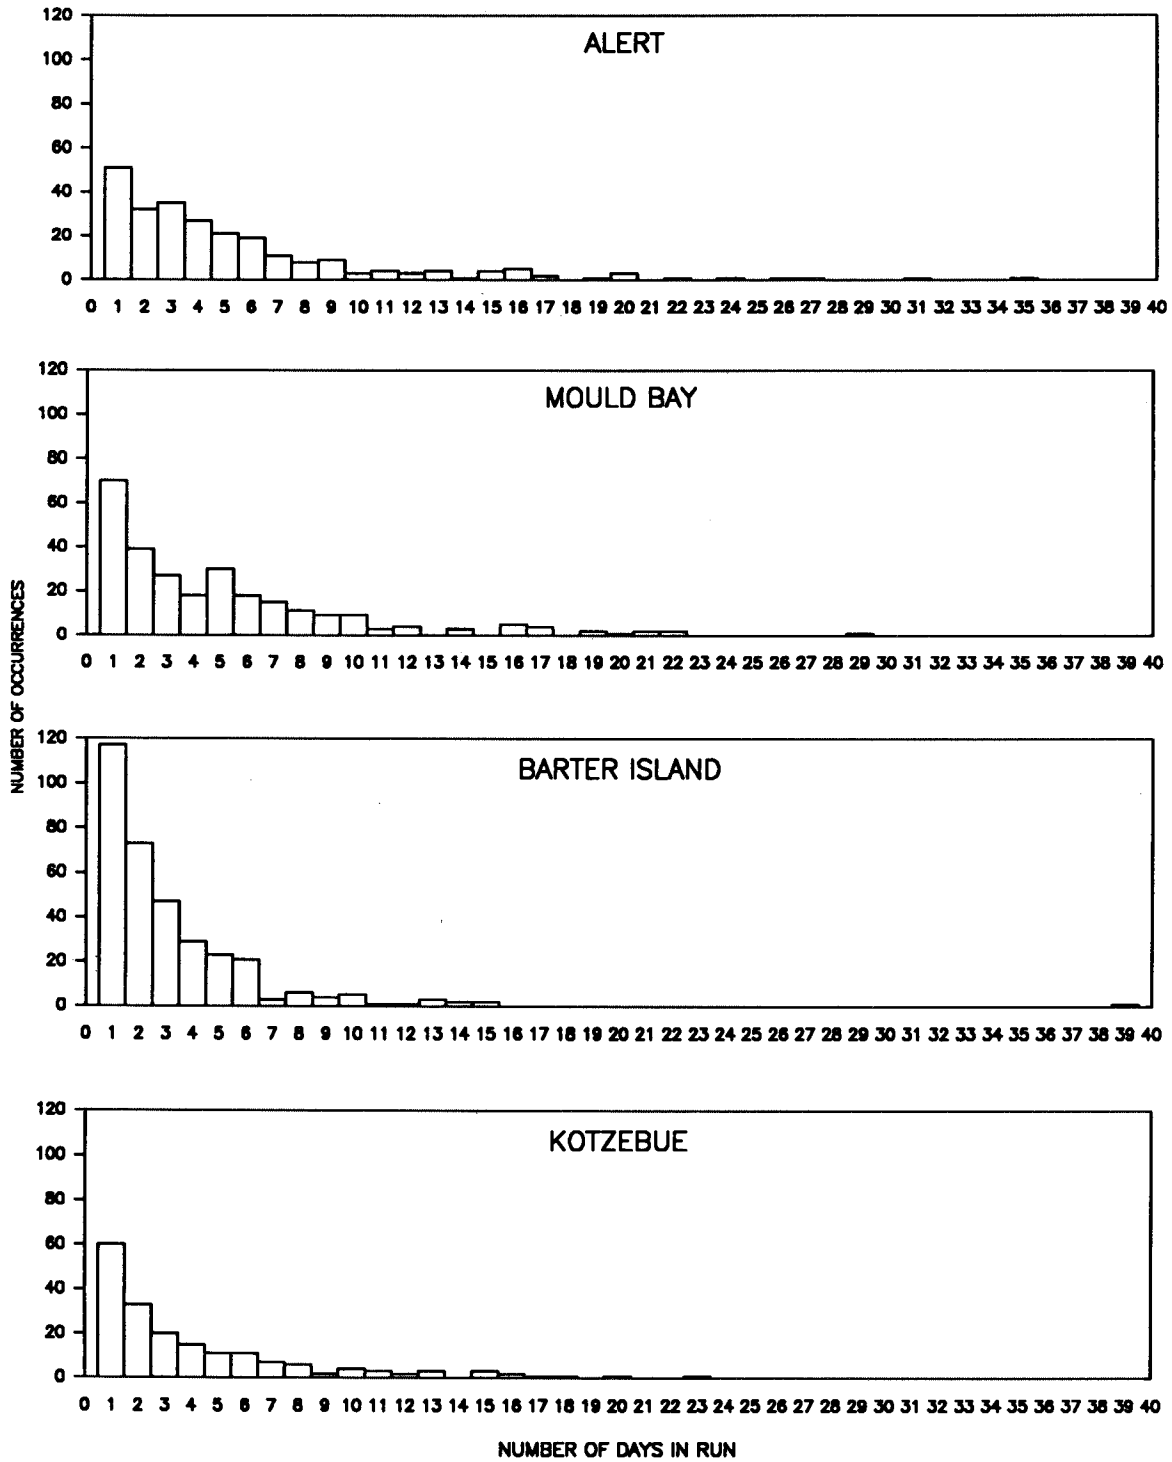 120
ALERT
100
80
60
40
20
0
0 1 2 3 4 5 6 7 8 9 10 11 12 13 14 15 16 17 18 19 20 21 22 23 24 25 26 27 28 29 30 31 32 33 34 35 36 37 38 39 40
120
MOULD BAY
100
80
60
40
20
0
0 1 2 3 4 5 6 7 8 9 10 11 12 13 14 15 16 17 18 19 20 21 22 23 24 25 26 27 28 29 30 31 32 33 34 35 36 37 38 39 40
NUMBER OF OCCURRENCES
120
BARTER ISLAND
100
80
60
40
20
0
0 1 2 3 4 5 6 7 8 9 10 11 12 13 14 15 16 17 18 19 20 21 22 23 24 25 26 27 28 29 30 31 32 33 34 35 36 37 38 39 40
120
KOTZEBUE
100
80
60
40
20
0
0 1 2 3 4 5 6 7 8 9 10 11 12 13 14 15 16 17 18 19 20 21 22 23 24 25 26 27 28 29 30 31 32 33 34 35 36 37 38 39 40
NUMBER OF DAYS IN RUN